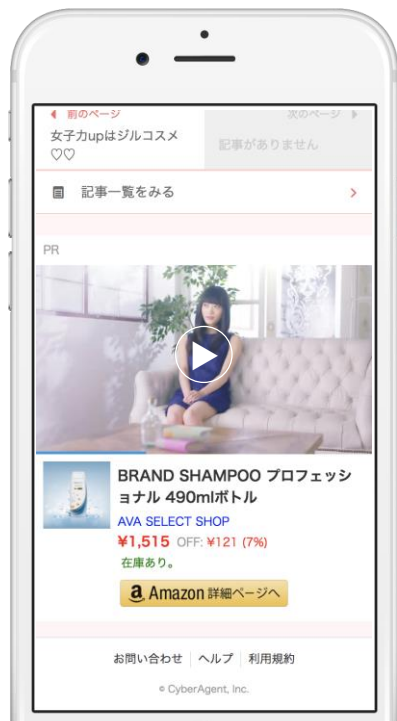 前のページ
女子力upはジルコスメ
♡♡
次のページ
記事がありません
記事一覧をみる
PR
BRAND SHAMPOO プロフェッシ
ョナル 490mlボトル
AVA SELECT SHOP
¥1,515 OFF: ¥121 (7%)
在庫あり。
a Amazon 詳細ページへ
お問い合わせ ヘルプ 利用規約
© CyberAgent, Inc.